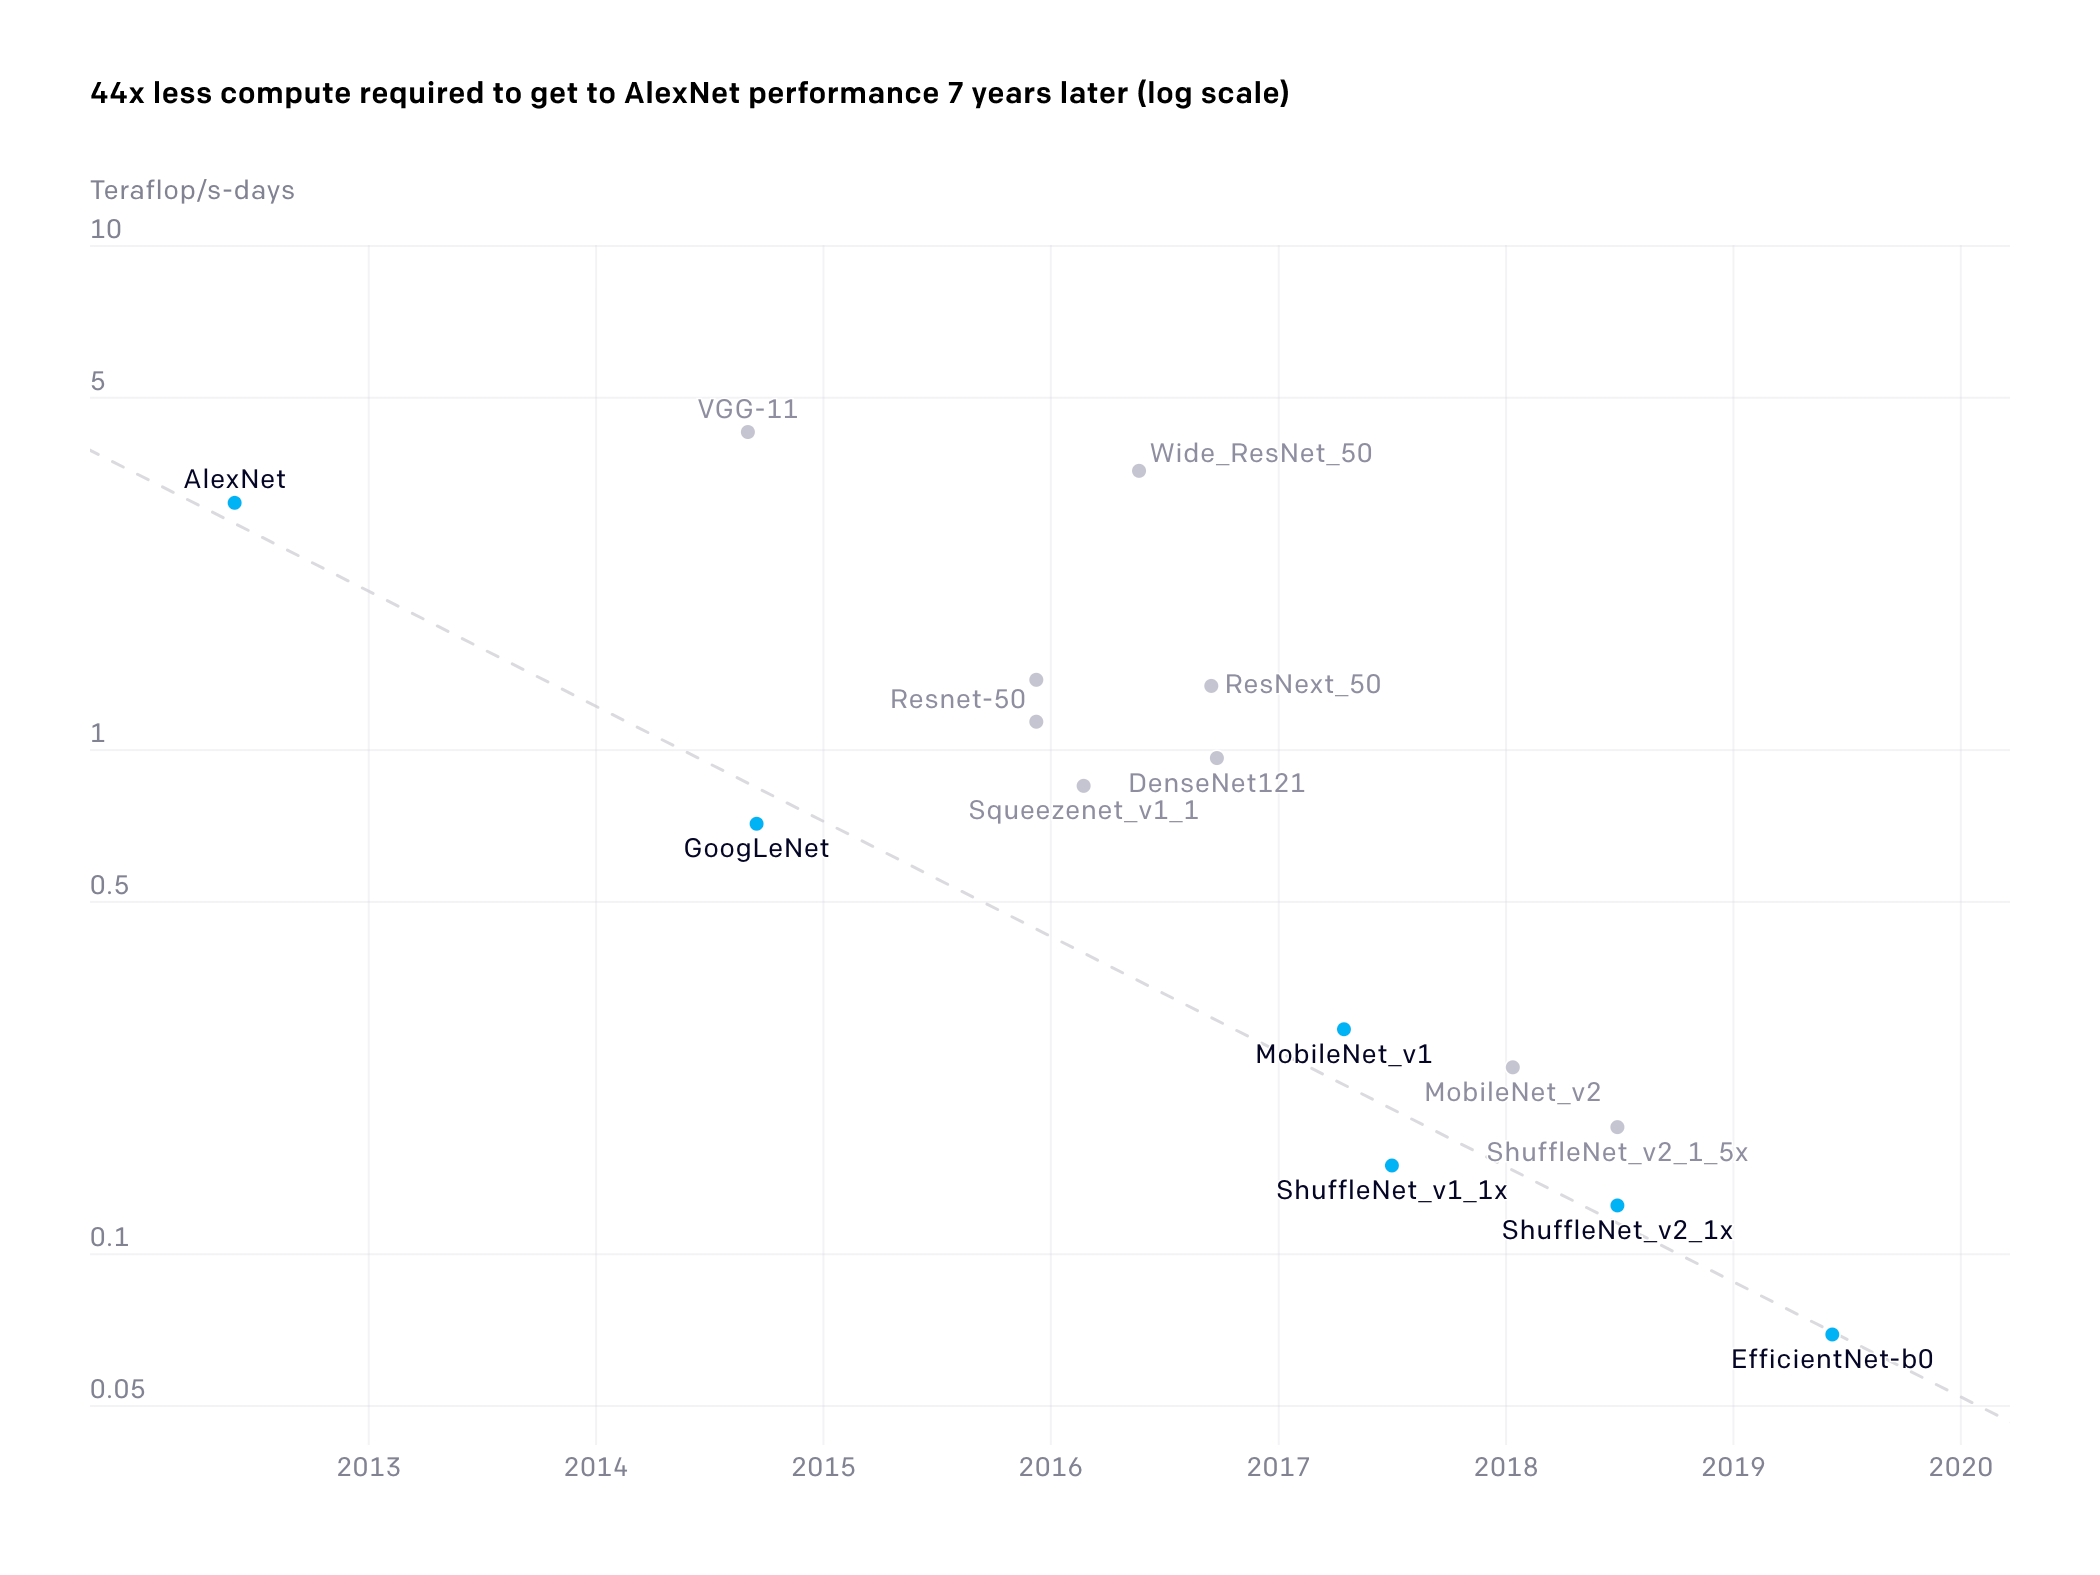 44x less compute required to get to AlexNet performance 7 years later (log scale)
Teraflop/s-days
10
5
VGG-11
Wide_ResNet_50
AlexNet
Resnet-50
ResNext_50
1
DenseNet121
Squeezenet_v1_1
GoogLeNet
0.5
MobileNet_v1
MobileNet_v2
ShuffleNet_v2_1_5x
ShuffleNet_v1_1x
ShuffleNet_v2_1x
0.1
EfficientNet-b0
0.05
2013 2014 2015 2016 2017 2018 2019 2020